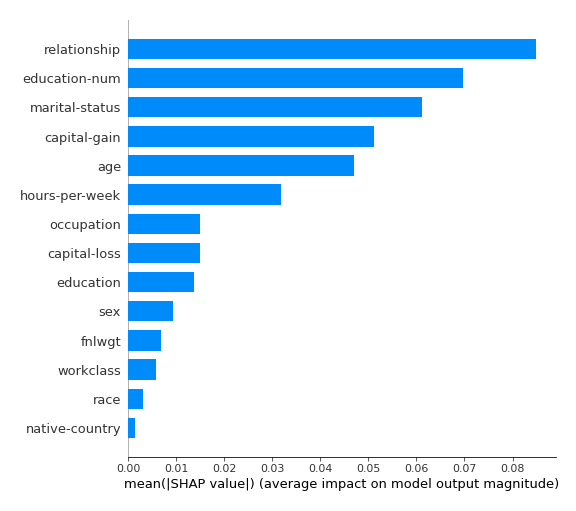 relationship
education-num
marital-status
capital-gain
age
hours-per-week
occupation
capital-loss
education
sex
fnlwgt
workclass
race
native-country
0.00 0.01 0.02 0.03 0.04 0.05 0.06 0.07 0.08
mean(|SHAP value|) (average impact on model output magnitude)